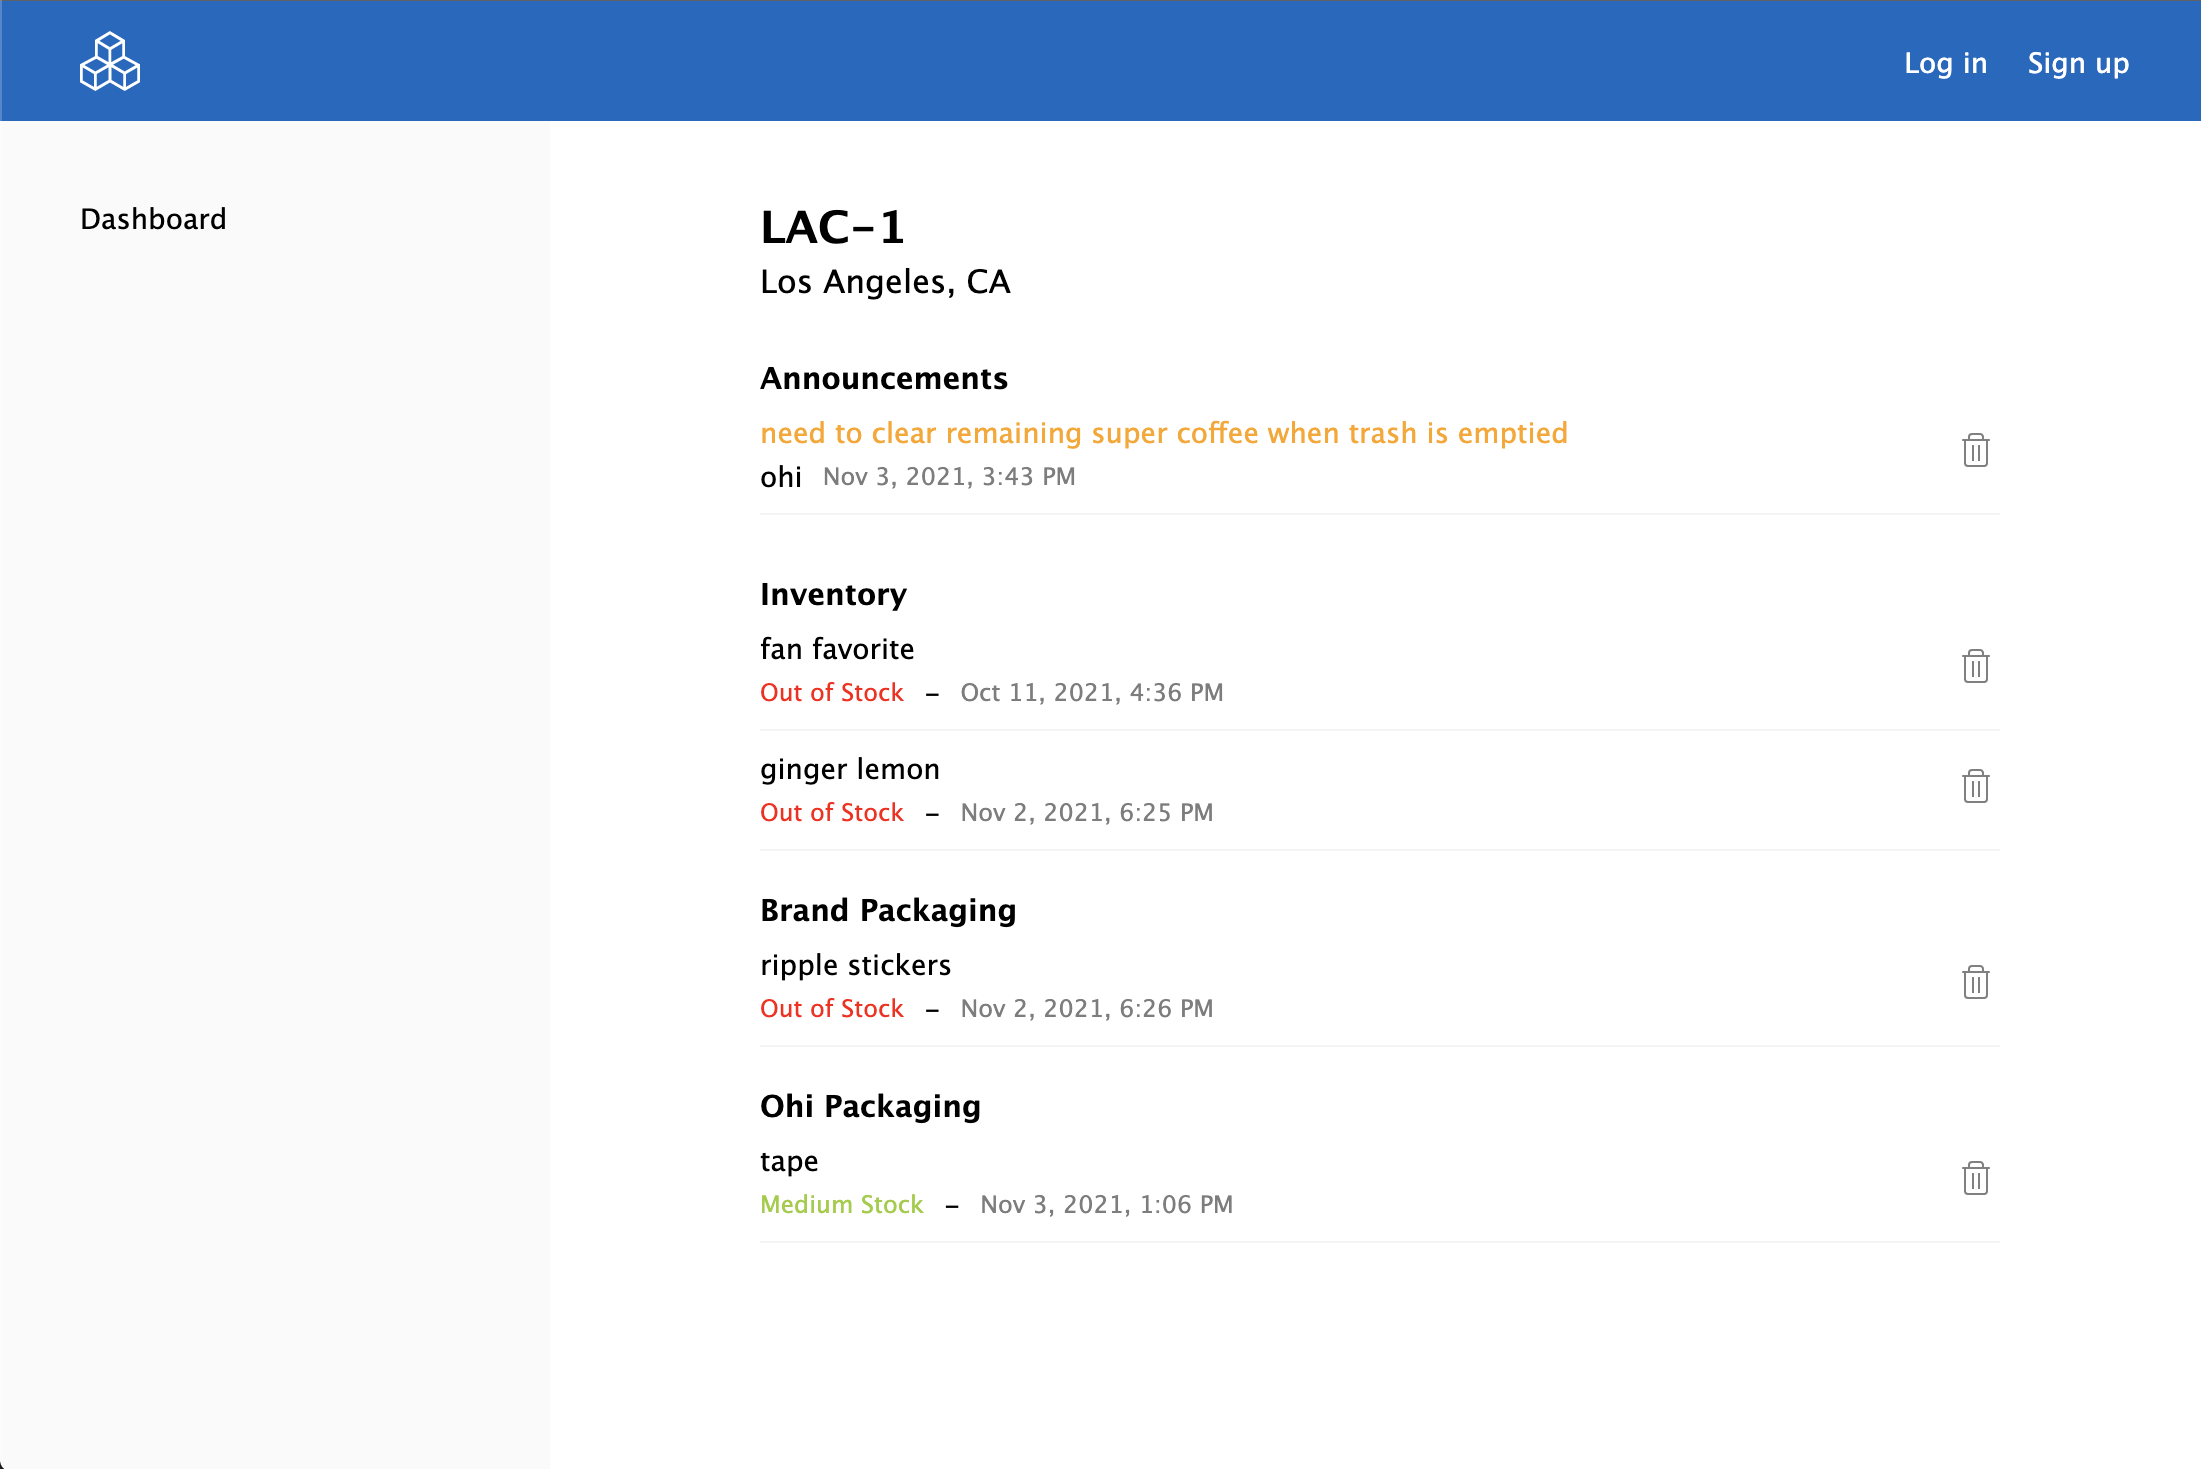 Log in Sign up
Dashboard
LAC-1
Los Angeles, CA
Announcements
need to clear remaining super coffee when trash is emptied
ohi Nov 3, 2021, 3:43 PM
Inventory
fan favorite
Out of Stock – Oct 11, 2021, 4:36 PM
ginger lemon
Out of Stock – Nov 2, 2021, 6:25 PM
Brand Packaging
ripple stickers
Out of Stock – Nov 2, 2021, 6:26 PM
Ohi Packaging
tape
Medium Stock – Nov 3, 2021, 1:06 PM